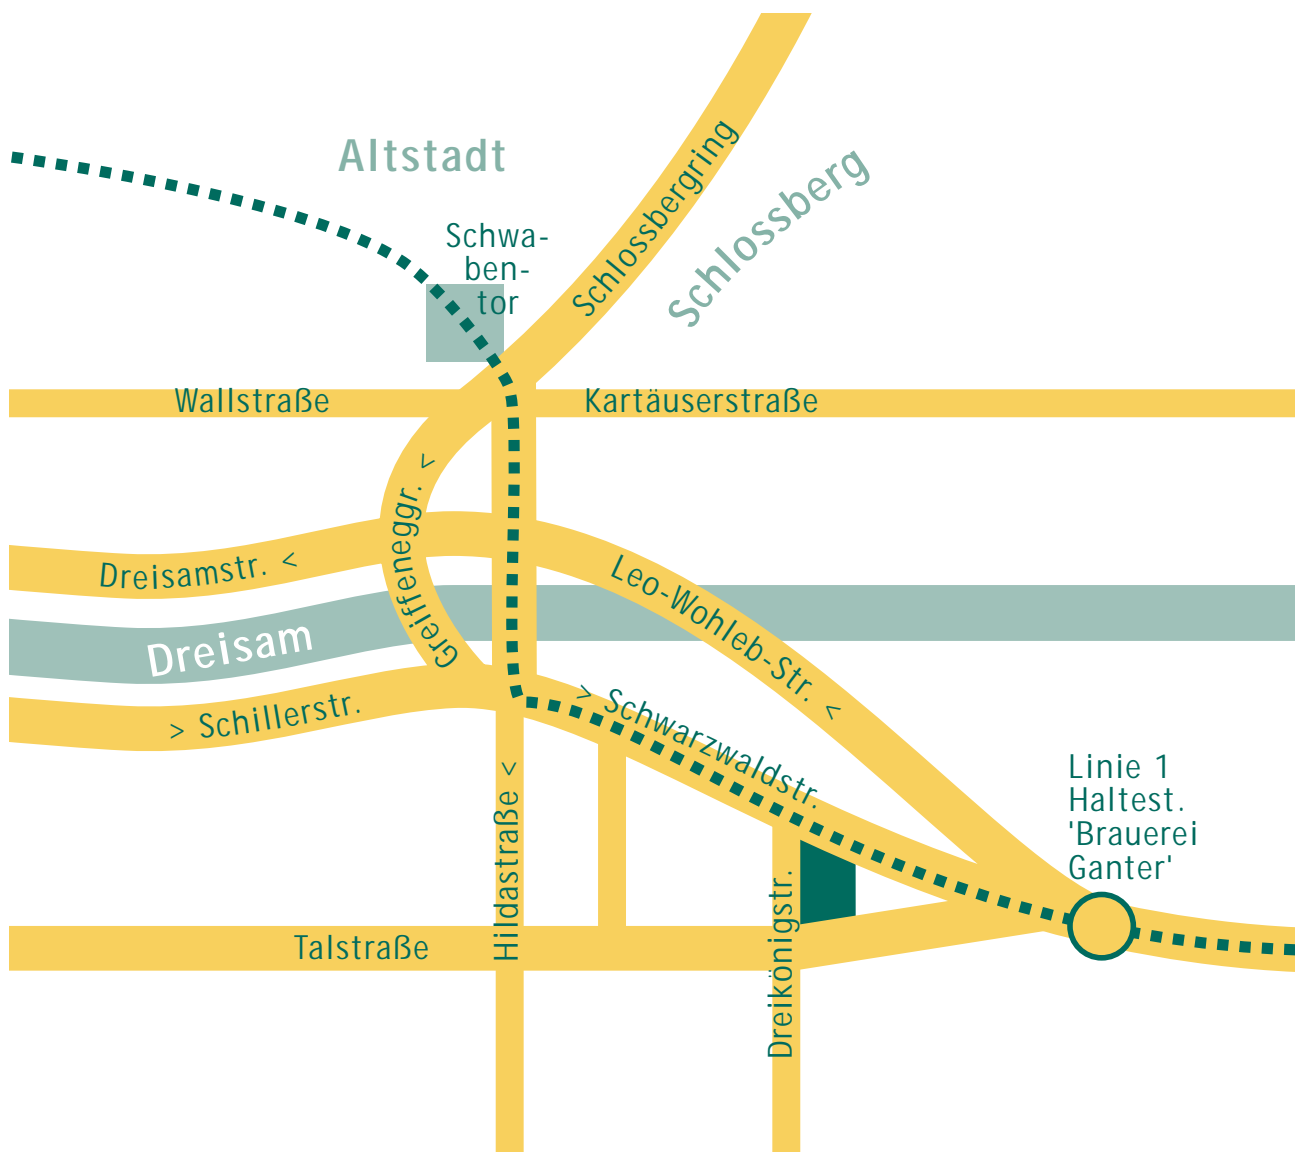 Altstadt
Schlossbergring
Schlossberg
Schwa-
ben-
tor
Wallstraße
Kartäuserstraße
Greiffeneggr. <
Dreisamstr. <
Leo-Wohleb-Str. <
Dreisam
> Schillerstr.
> Schwarzwaldstr.
Linie 1
Haltest.
'Brauerei
Ganter'
Hildastraße <
Dreikönigstr.
Talstraße